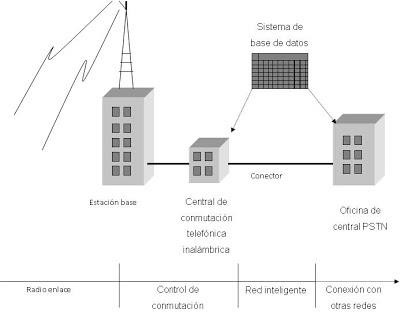 Sistema de
base de datos
Estación base
Central de
conmutación
telefónica
inalámbrica
Conector
Oficina de
central PSTN
Radio enlace
Control de
conmutación
Red inteligente
Conexión con
otras redes